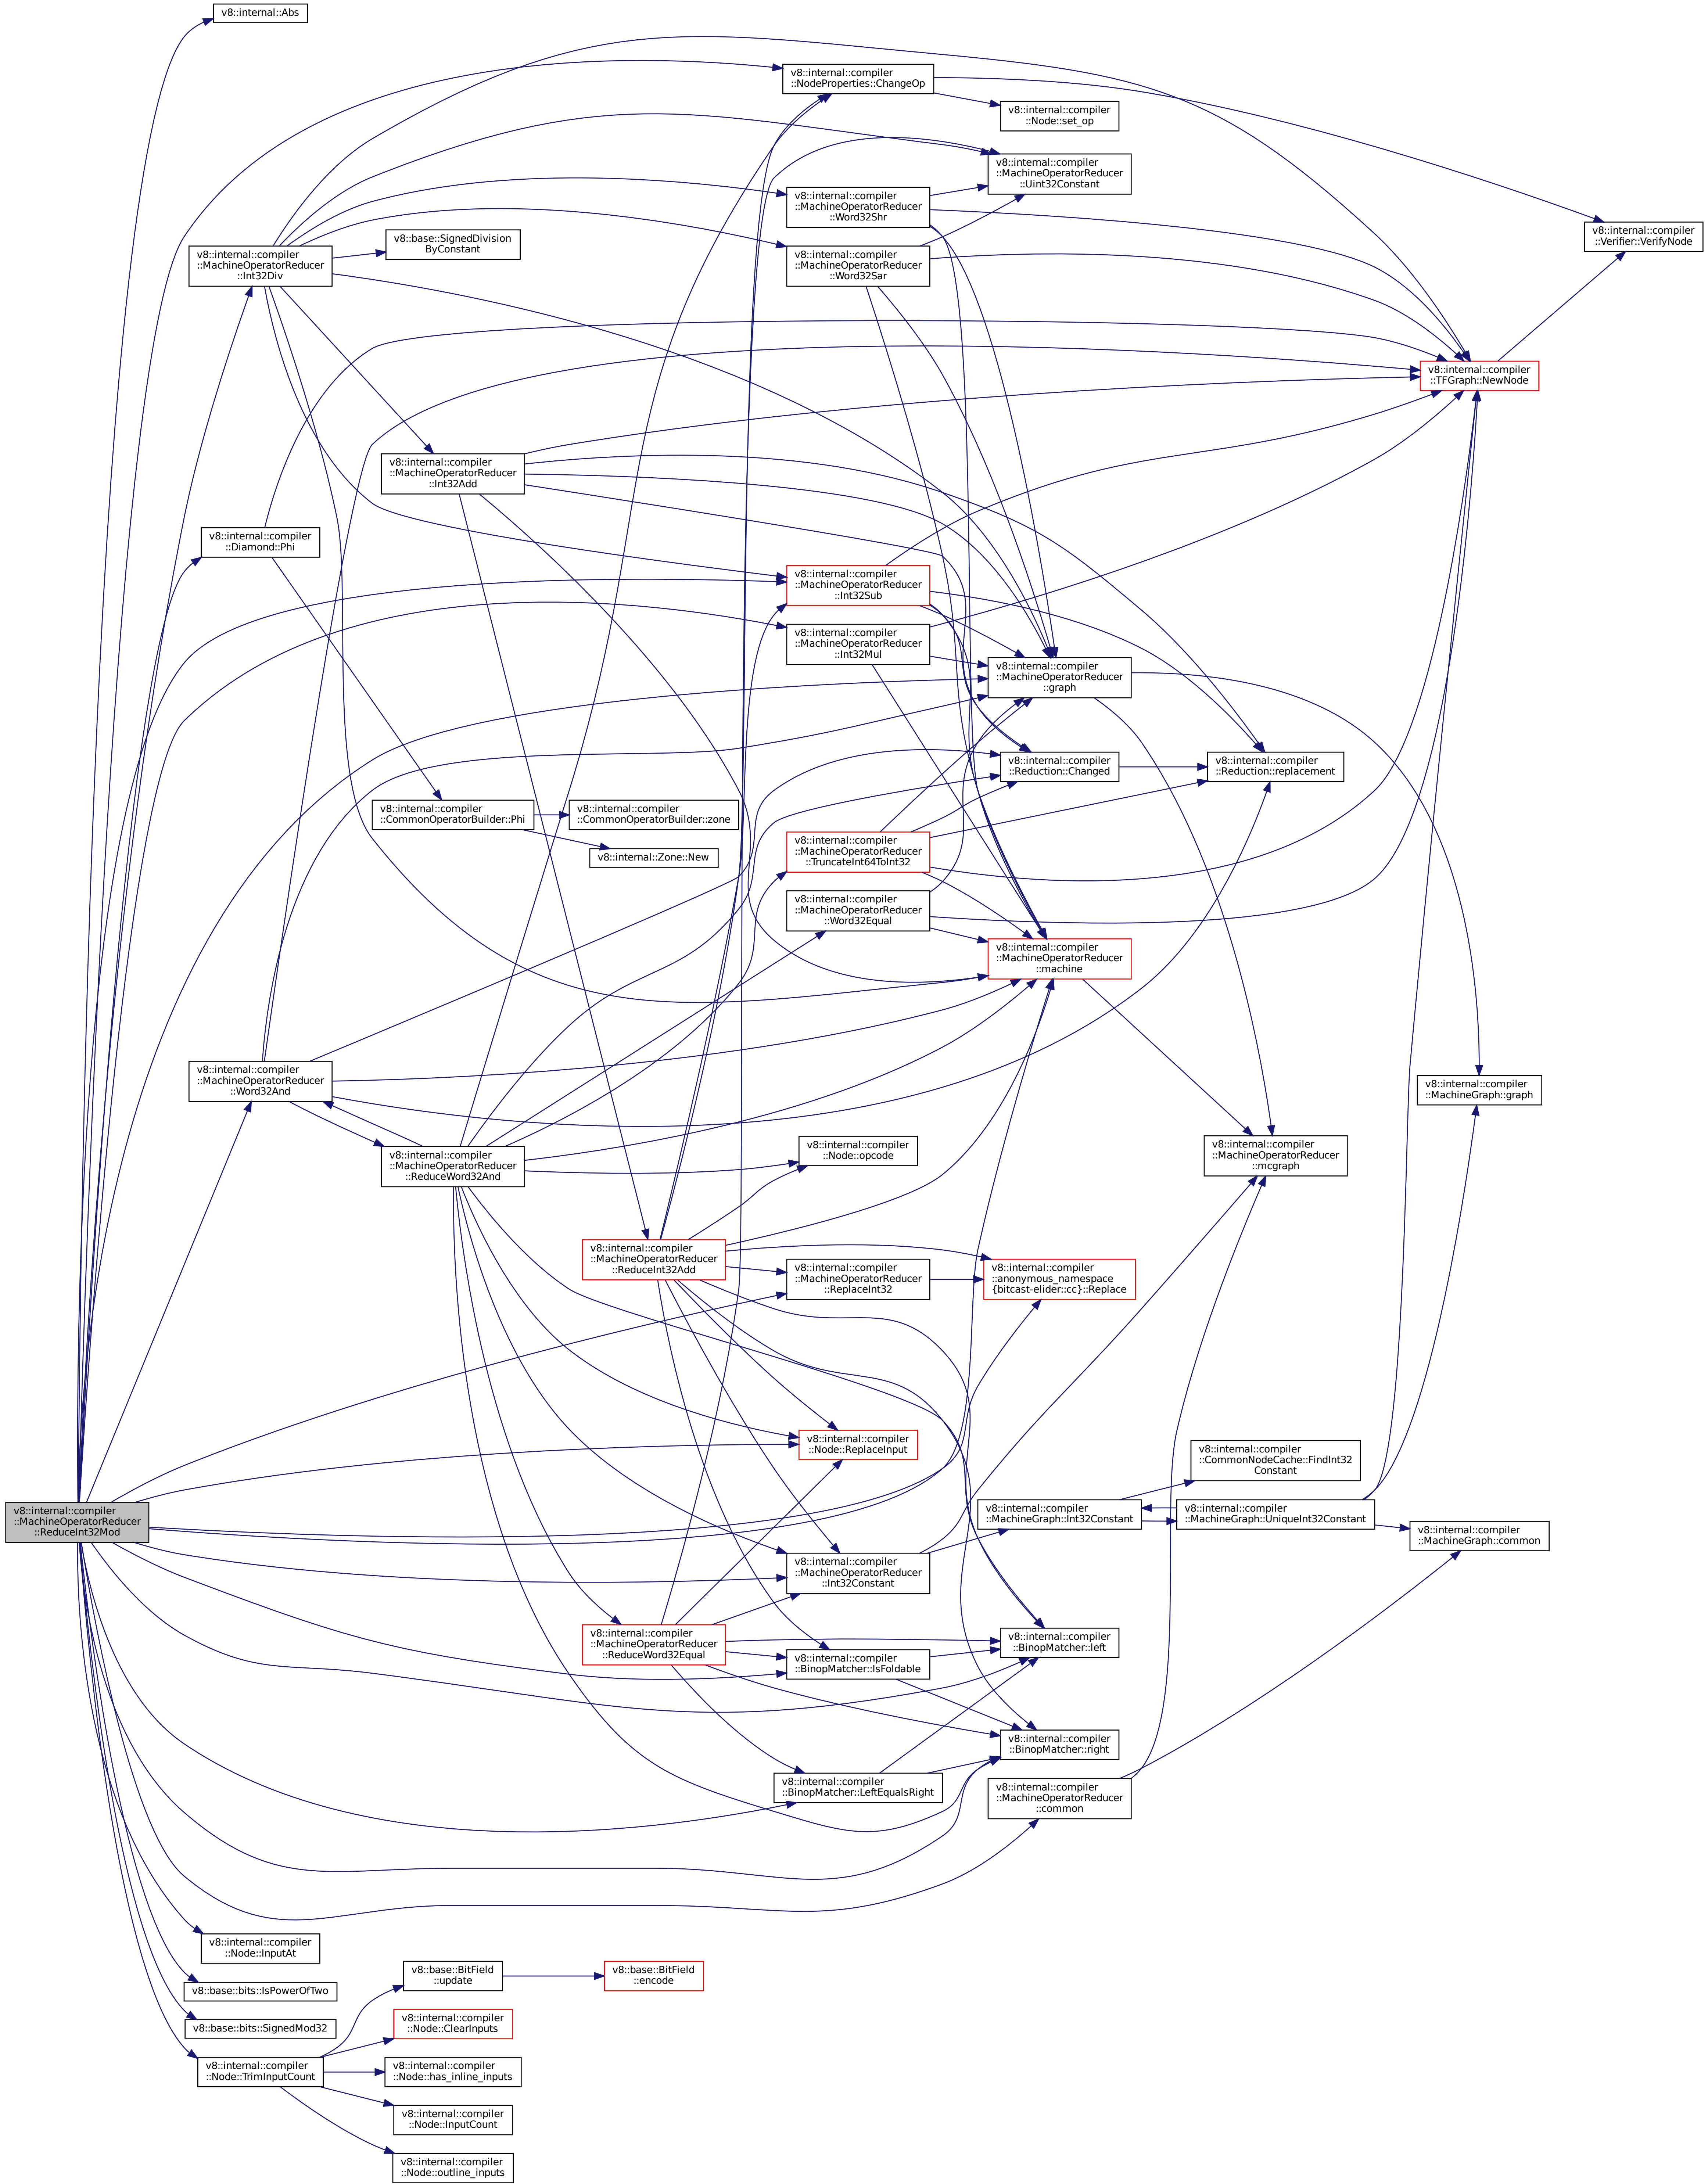 v8::internal::Abs
v8::internal::compiler
::NodeProperties::ChangeOp
v8::internal::compiler
::Node::set_op
v8::internal::compiler
::MachineOperatorReducer
::Uint32Constant
v8::internal::compiler
::MachineOperatorReducer
::Word32Shr
v8::internal::compiler
::Verifier::VerifyNode
v8::base::SignedDivision
ByConstant
v8::internal::compiler
::MachineOperatorReducer
::Int32Div
v8::internal::compiler
::MachineOperatorReducer
::Word32Sar
v8::internal::compiler
::TFGraph::NewNode
v8::internal::compiler
::MachineOperatorReducer
::Int32Add
v8::internal::compiler
::Diamond::Phi
v8::internal::compiler
::MachineOperatorReducer
::Int32Sub
v8::internal::compiler
::MachineOperatorReducer
::Int32Mul
v8::internal::compiler
::MachineOperatorReducer
::graph
v8::internal::compiler
::Reduction::Changed
v8::internal::compiler
::Reduction::replacement
v8::internal::compiler
::CommonOperatorBuilder::Phi
v8::internal::compiler
::CommonOperatorBuilder::zone
v8::internal::Zone::New
v8::internal::compiler
::MachineOperatorReducer
::TruncateInt64ToInt32
v8::internal::compiler
::MachineOperatorReducer
::Word32Equal
v8::internal::compiler
::MachineOperatorReducer
::machine
v8::internal::compiler
::MachineOperatorReducer
::Word32And
v8::internal::compiler
::MachineGraph::graph
v8::internal::compiler
::MachineOperatorReducer
::ReduceWord32And
v8::internal::compiler
::Node::opcode
v8::internal::compiler
::MachineOperatorReducer
::mcgraph
v8::internal::compiler
::MachineOperatorReducer
::ReduceInt32Add
v8::internal::compiler
::MachineOperatorReducer
::ReplaceInt32
v8::internal::compiler
::anonymous_namespace
{bitcast-elider::cc}::Replace
v8::internal::compiler
::Node::ReplaceInput
v8::internal::compiler
::CommonNodeCache::FindInt32
Constant
v8::internal::compiler
::MachineOperatorReducer
::ReduceInt32Mod
v8::internal::compiler
::MachineGraph::Int32Constant
v8::internal::compiler
::MachineGraph::UniqueInt32Constant
v8::internal::compiler
::MachineGraph::common
v8::internal::compiler
::MachineOperatorReducer
::Int32Constant
v8::internal::compiler
::MachineOperatorReducer
::ReduceWord32Equal
v8::internal::compiler
::BinopMatcher::IsFoldable
v8::internal::compiler
::BinopMatcher::left
v8::internal::compiler
::BinopMatcher::right
v8::internal::compiler
::BinopMatcher::LeftEqualsRight
v8::internal::compiler
::MachineOperatorReducer
::common
v8::internal::compiler
::Node::InputAt
v8::base::bits::IsPowerOfTwo
v8::base::BitField
::update
v8::base::BitField
::encode
v8::base::bits::SignedMod32
v8::internal::compiler
::Node::ClearInputs
v8::internal::compiler
::Node::TrimInputCount
v8::internal::compiler
::Node::has_inline_inputs
v8::internal::compiler
::Node::InputCount
v8::internal::compiler
::Node::outline_inputs